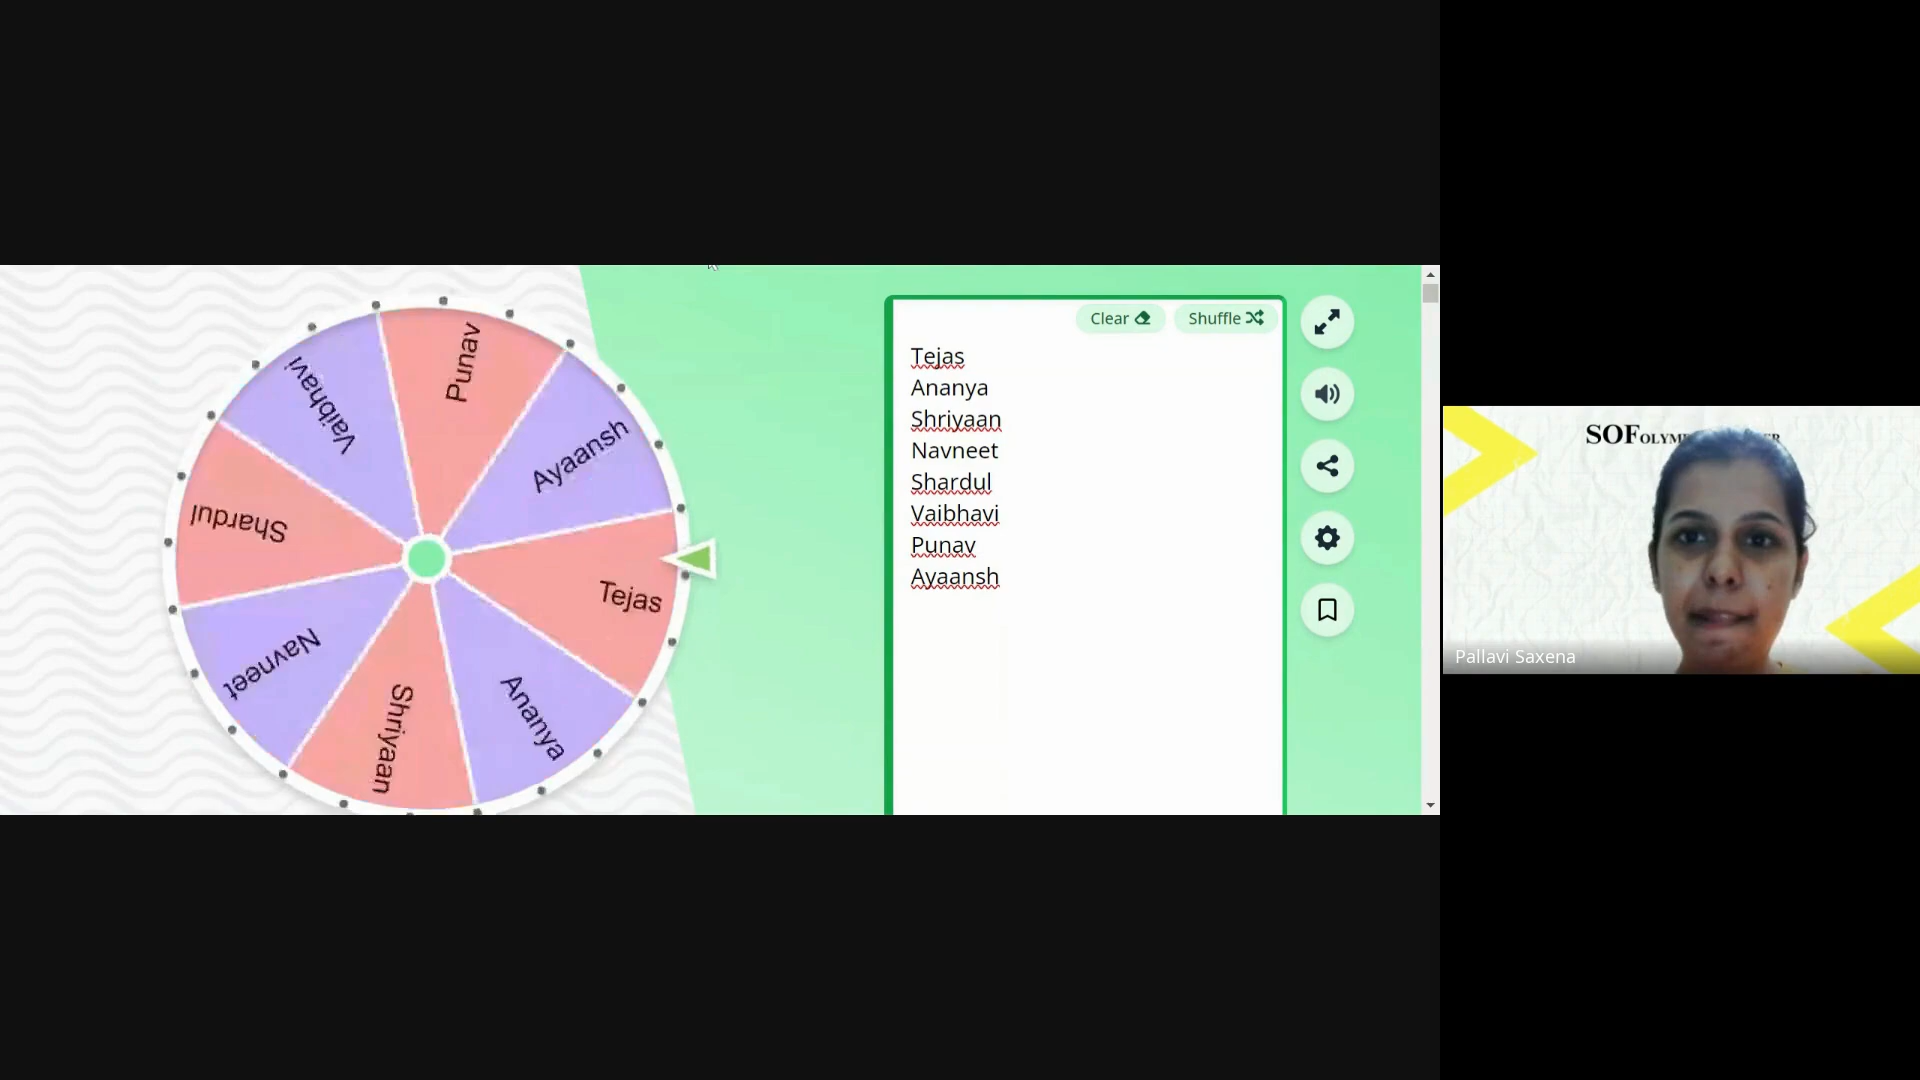 Punav
Vaibhavi
Ayaansh
Shardul
Tejas
Navneet
Ananya
Shriyaan
Clear
Shuffle
Tejas
Ananya
Shriyaan
Navneet
Shardul
Vaibhavi
Punav
Ayaansh
SOF
Pallavi Saxena